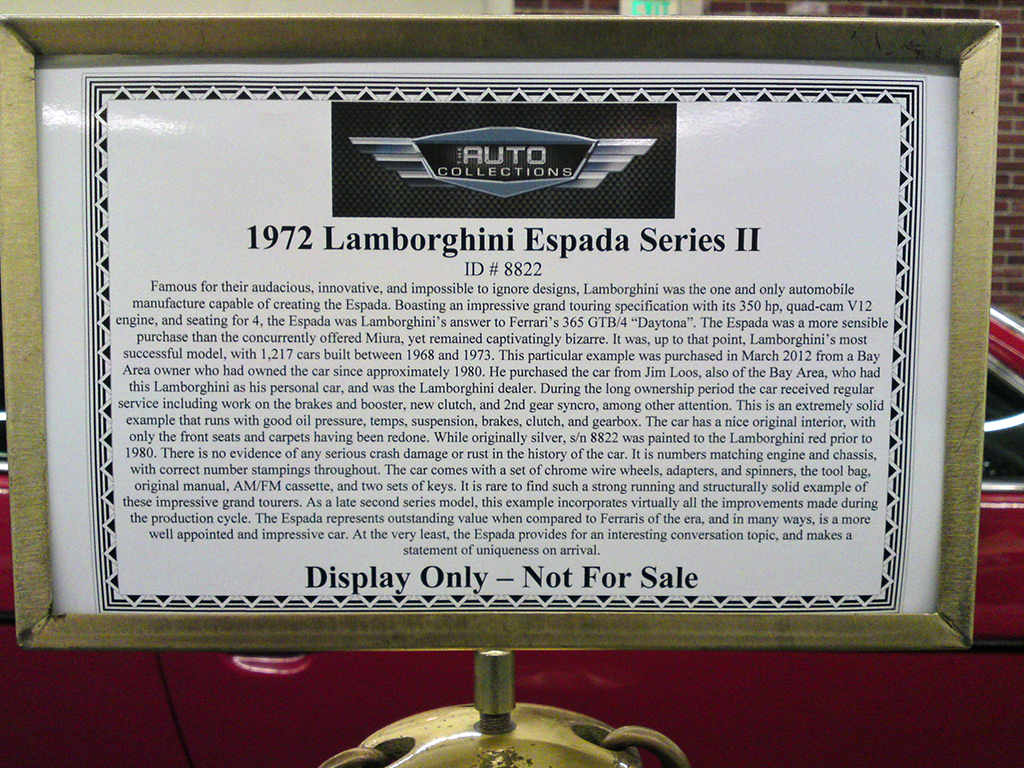 EXIT
THE AUTO
COLLECTIONS
1972 Lamborghini Espada Series II
ID # 8822
Famous for their audacious, innovative, and impossible to ignore designs, Lamborghini was the one and only automobile
manufacture capable of creating the Espada. Boasting an impressive grand touring specification with its 350 hp, quad-cam V12
engine, and seating for 4, the Espada was Lamborghini's answer to Ferrari's 365 GTB/4 “Daytona”. The Espada was a more sensible
purchase than the concurrently offered Miura, yet remained captivatingly bizarre. It was, up to that point, Lamborghini's most
successful model, with 1,217 cars built between 1968 and 1973. This particular example was purchased in March 2012 from a Bay
Area owner who had owned the car since approximately 1980. He purchased the car from Jim Loos, also of the Bay Area, who had
this Lamborghini as his personal car, and was the Lamborghini dealer. During the long ownership period the car received regular
service including work on the brakes and booster, new clutch, and 2nd gear syncro, among other attention. This is an extremely solid
example that runs with good oil pressure, temps, suspension, brakes, clutch, and gearbox. The car has a nice original interior, with
only the front seats and carpets having been redone. While originally silver, s/n 8822 was painted to the Lamborghini red prior to
1980. There is no evidence of any serious crash damage or rust in the history of the car. It is numbers matching engine and chassis,
with correct number stampings throughout. The car comes with a set of chrome wire wheels, adapters, and spinners, the tool bag,
original manual, AM/FM cassette, and two sets of keys. It is rare to find such a strong running and structurally solid example of
these impressive grand tourers. As a late second series model, this example incorporates virtually all the improvements made during
the production cycle. The Espada represents outstanding value when compared to Ferraris of the era, and in many ways, is a more
well appointed and impressive car. At the very least, the Espada provides for an interesting conversation topic, and makes a
statement of uniqueness on arrival.
Display Only – Not For Sale